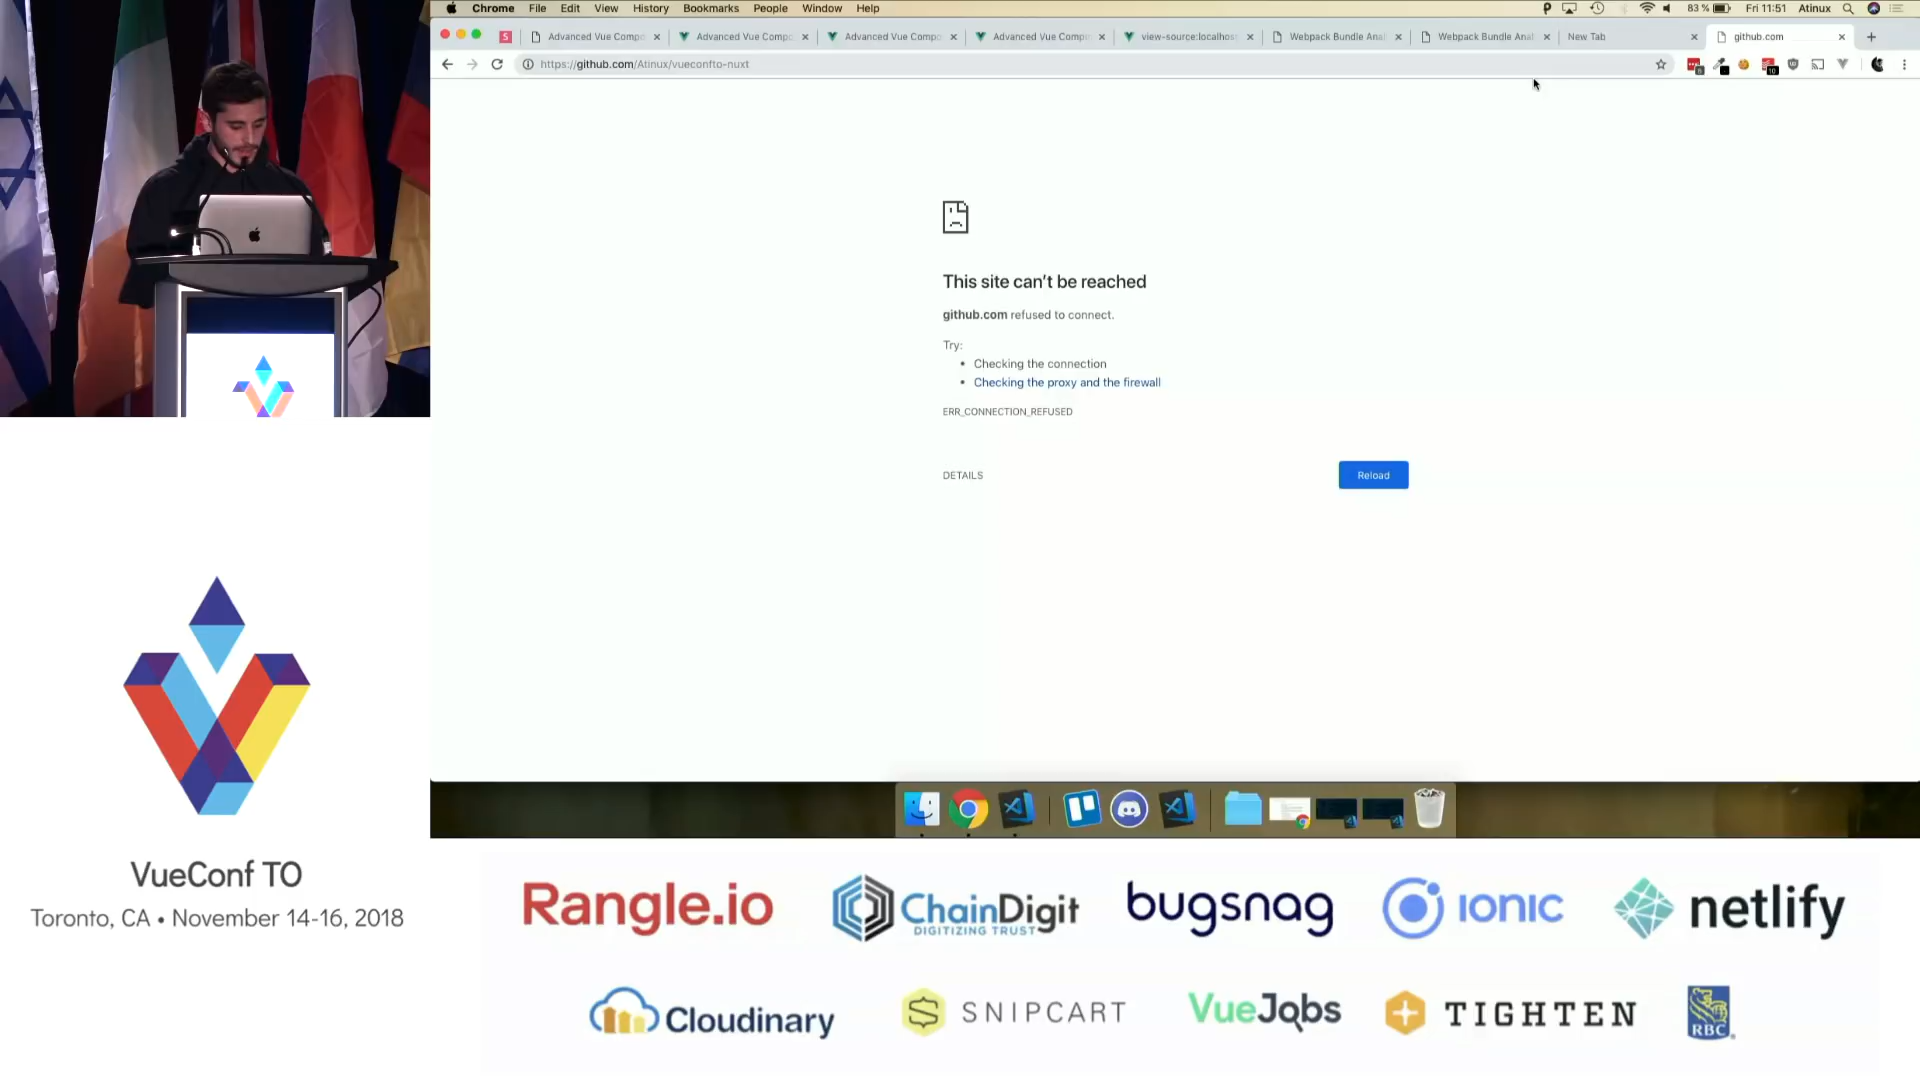 Chrome File Edit View History Bookmarks People Window Help
83 % Fri 11:51 Atinux
S Advanced Vue Compo Advanced Vue Compo Advanced Vue Compo Advanced Vue Comp view-source:localhos Webpack Bundle Anal Webpack Bundle Anal New Tab github.com
https://github.com/Atinux/vueconfto-nuxt
10
This site can't be reached
github.com refused to connect.
Try:
• Checking the connection
• Checking the proxy and the firewall
ERR_CONNECTION_REFUSED
DETAILS
Reload
VueConf TO
Toronto, CA • November 14-16, 2018
Rangle.io
ChainDigit
DIGITIZING TRUST
bugsnag
IONIC
netlify
Cloudinary
SNIPCART
VueJobs
TIGHTEN
RBC